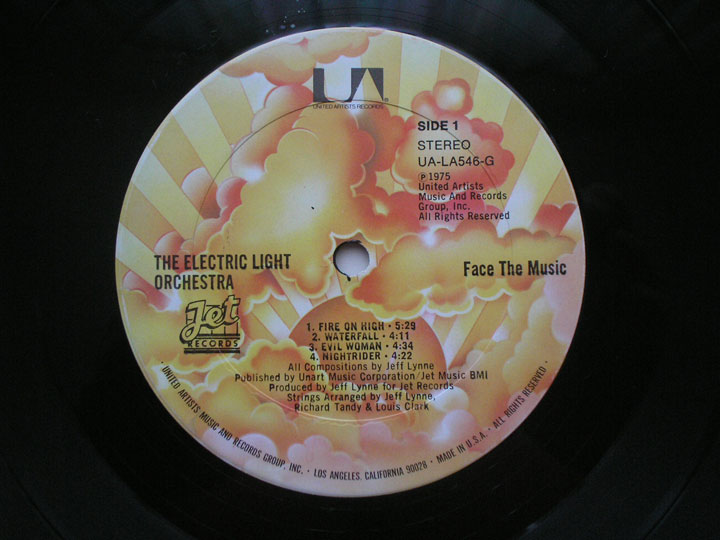 UA®
UNITED ARTISTS RECORDS
SIDE 1
STEREO
UA-LA546-G
℗ 1975
United Artists
Music And Records
Group, Inc.
All Rights Reserved
THE ELECTRIC LIGHT
ORCHESTRA
Face The Music
Jet
RECORDS
1. FIRE ON HIGH • 5:29
2. WATERFALL • 4:11
3. EVIL WOMAN • 4:34
4. NIGHTRIDER • 4:22
All Compositions by Jeff Lynne
Published by Unart Music Corporation/Jet Music BMI
Produced by Jeff Lynne for Jet Records
Strings Arranged by Jeff Lynne,
Richard Tandy & Louis Clark
• UNITED ARTISTS MUSIC AND RECORDS GROUP, INC. • LOS ANGELES, CALIFORNIA 90028 • MADE IN U.S.A. • ALL RIGHTS RESERVED •